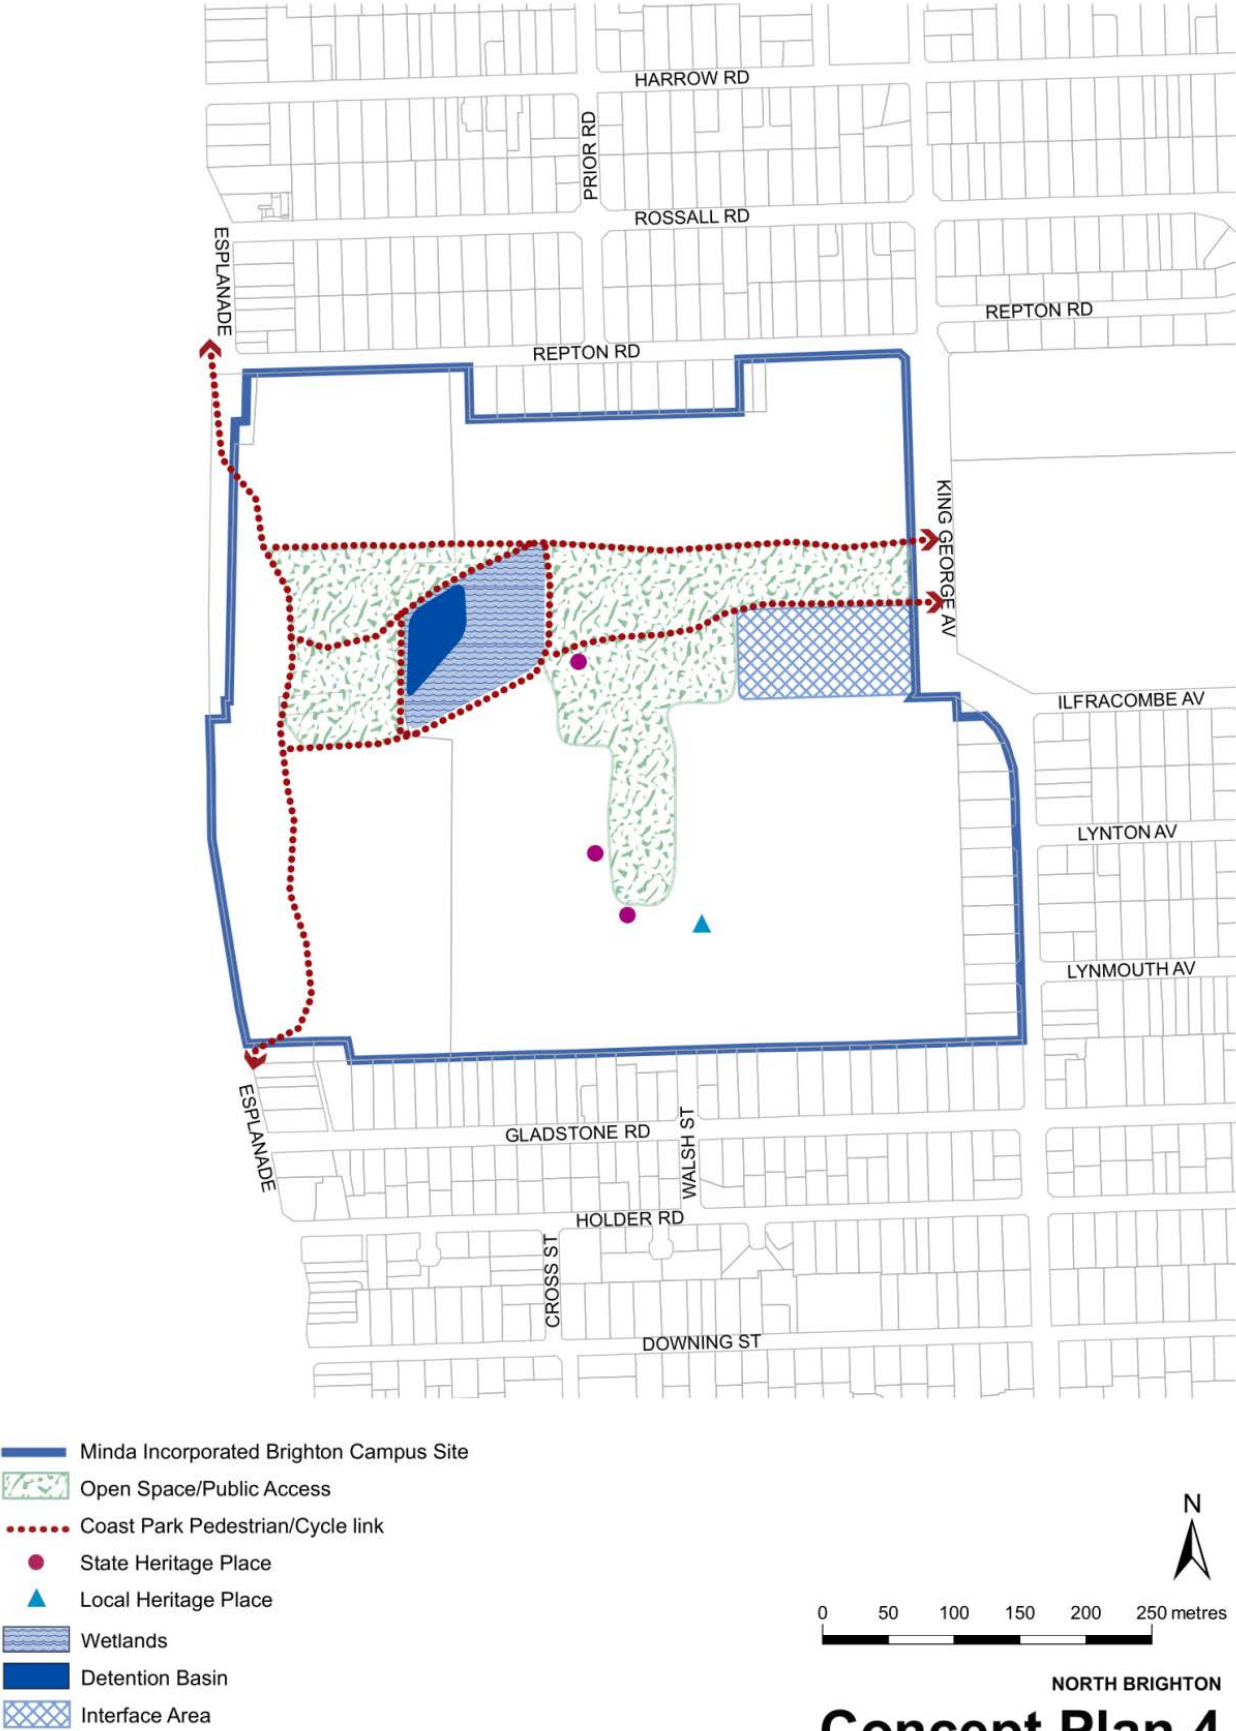 HARROW RD
PRIOR RD
ROSSALL RD
ESPLANADE
REPTON RD
REPTON RD
KING GEORGE AV
ILFRACOMBE AV
LYNTON AV
LYNMOUTH AV
ESPLANADE
GLADSTONE RD
WALSH ST
HOLDER RD
CROSS ST
DOWNING ST
Minda Incorporated Brighton Campus Site
Open Space/Public Access
Coast Park Pedestrian/Cycle link
State Heritage Place
Local Heritage Place
Wetlands
Detention Basin
Interface Area
N
0 50 100 150 200 250 metres
NORTH BRIGHTON
Concept Plan 4